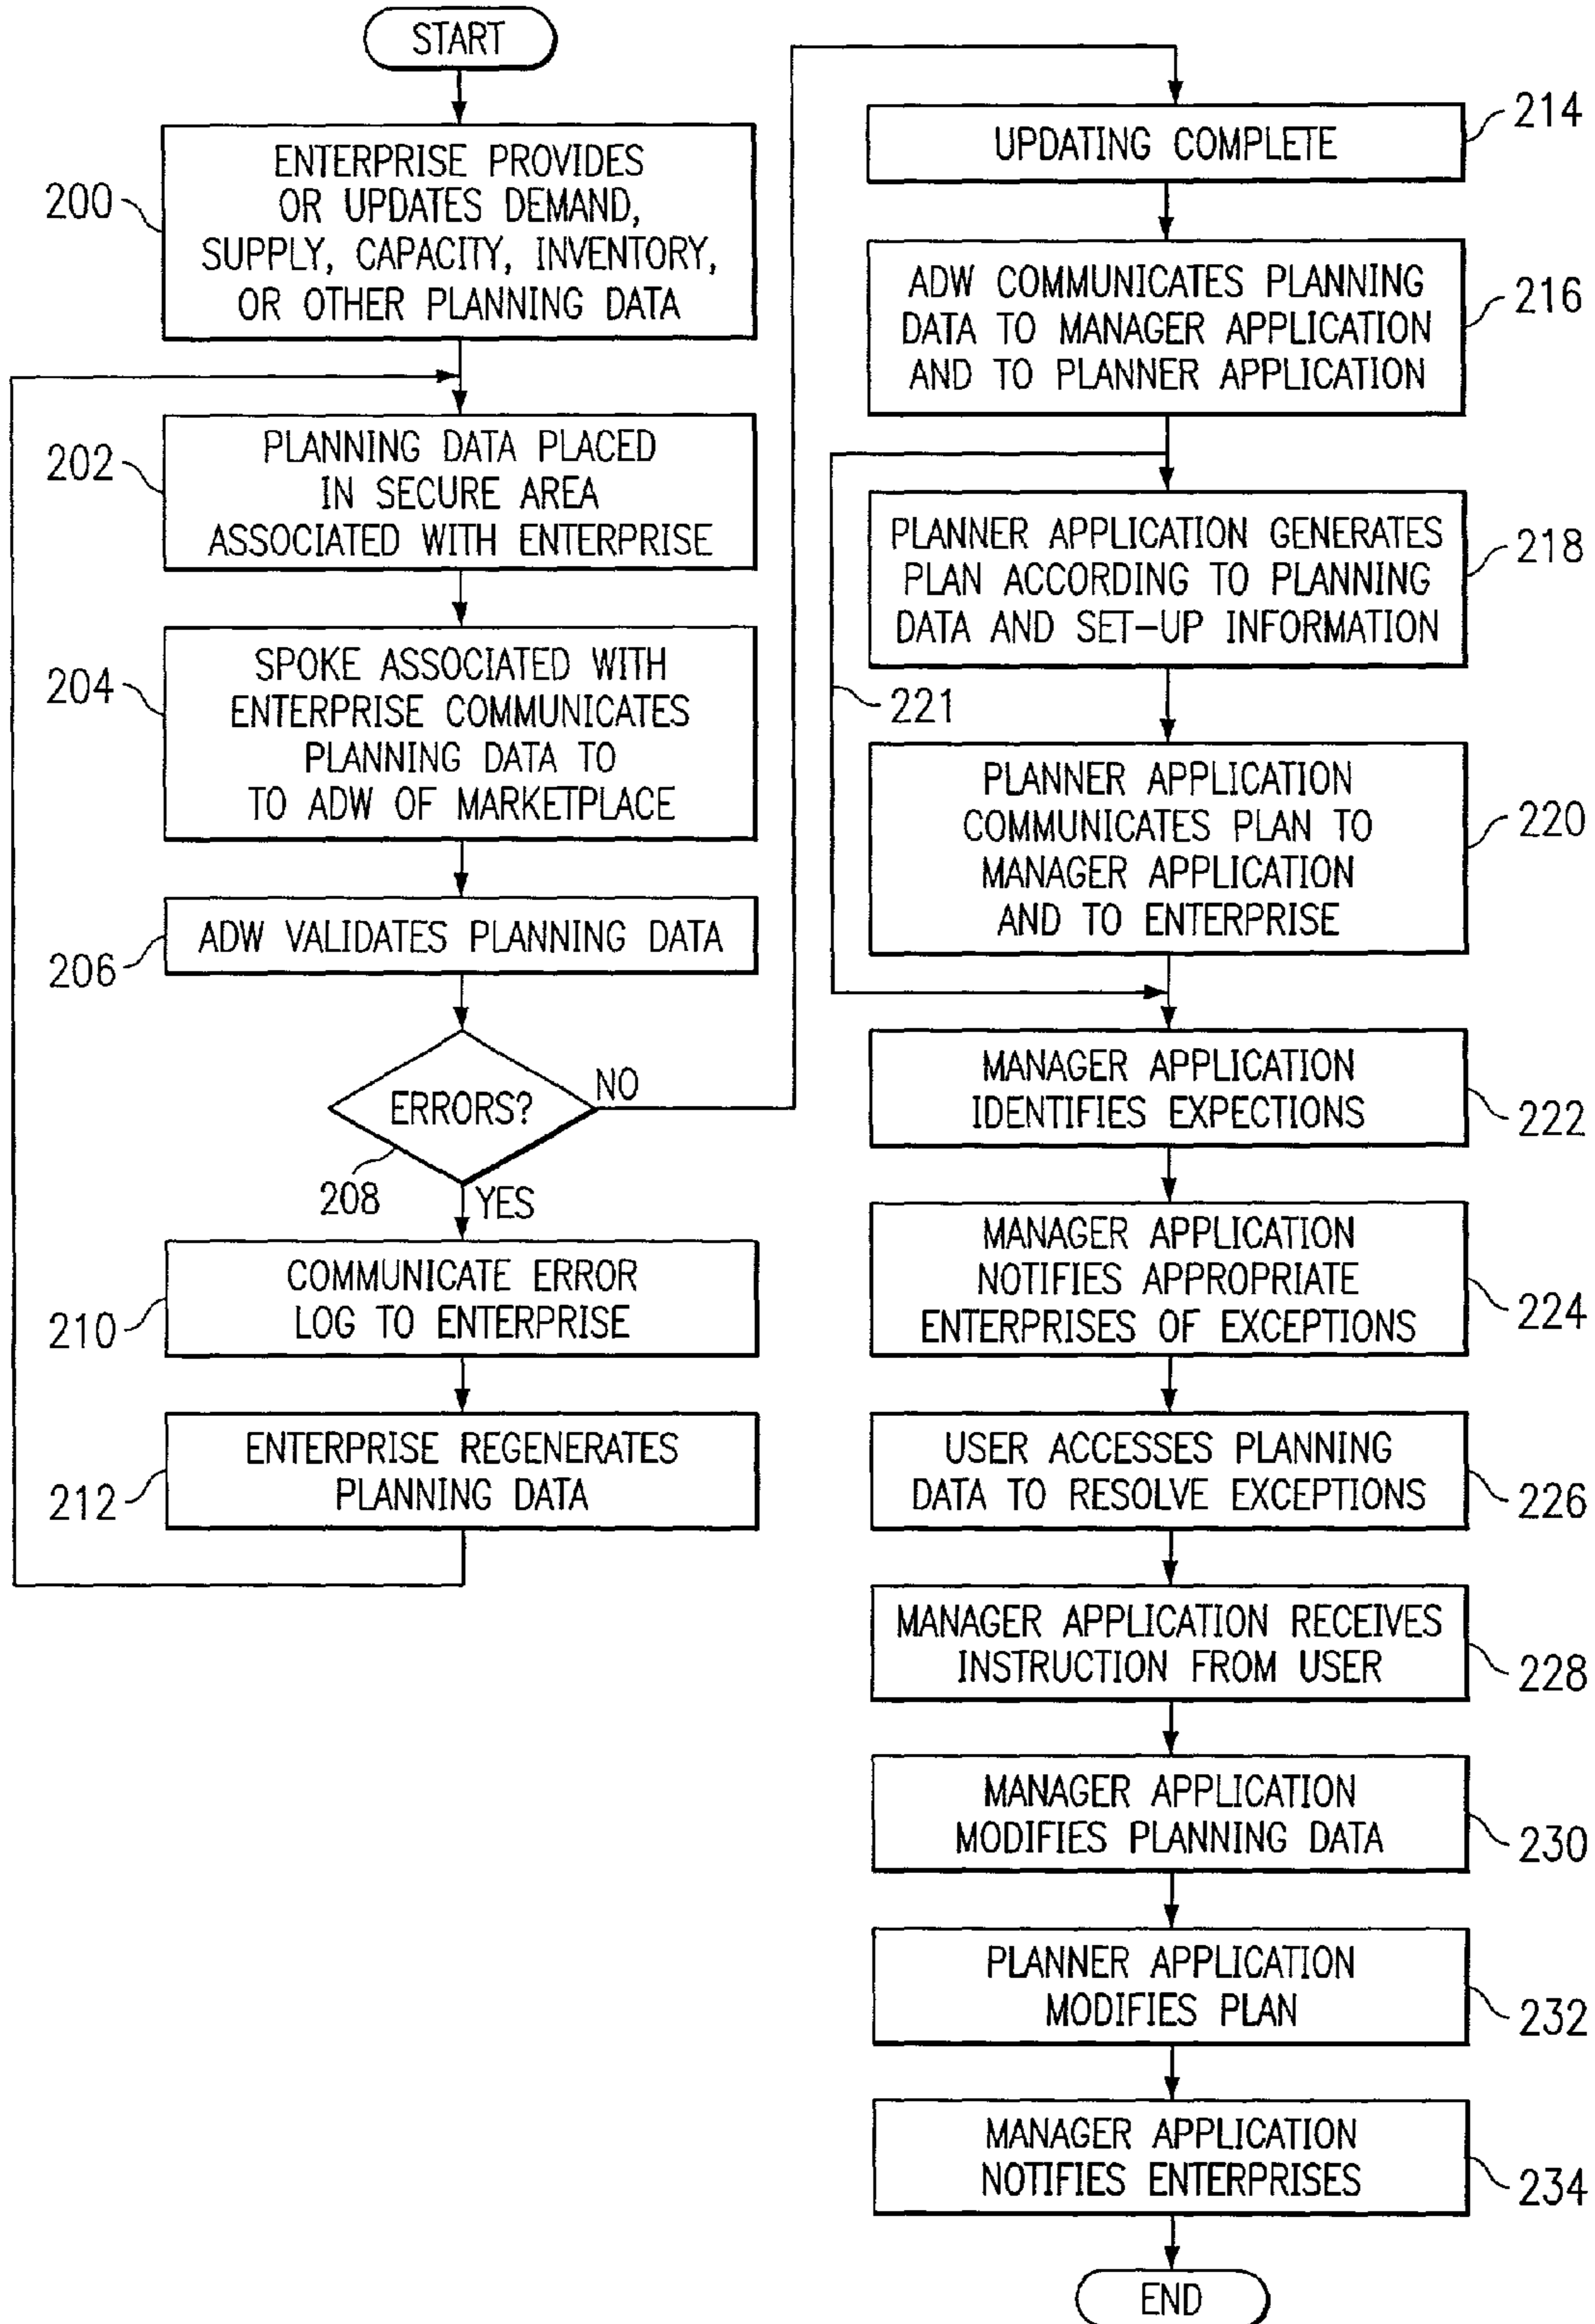 START
200
ENTERPRISE PROVIDES
OR UPDATES DEMAND,
SUPPLY, CAPACITY, INVENTORY,
OR OTHER PLANNING DATA
202
PLANNING DATA PLACED
IN SECURE AREA
ASSOCIATED WITH ENTERPRISE
204
SPOKE ASSOCIATED WITH
ENTERPRISE COMMUNICATES
PLANNING DATA TO
TO ADW OF MARKETPLACE
206
ADW VALIDATES PLANNING DATA
ERRORS?
NO
208
YES
210
COMMUNICATE ERROR
LOG TO ENTERPRISE
212
ENTERPRISE REGENERATES
PLANNING DATA
UPDATING COMPLETE
214
ADW COMMUNICATES PLANNING
DATA TO MANAGER APPLICATION
AND TO PLANNER APPLICATION
216
PLANNER APPLICATION GENERATES
PLAN ACCORDING TO PLANNING
DATA AND SET-UP INFORMATION
218
221
PLANNER APPLICATION
COMMUNICATES PLAN TO
MANAGER APPLICATION
AND TO ENTERPRISE
220
MANAGER APPLICATION
IDENTIFIES EXPECTIONS
222
MANAGER APPLICATION
NOTIFIES APPROPRIATE
ENTERPRISES OF EXCEPTIONS
224
USER ACCESSES PLANNING
DATA TO RESOLVE EXCEPTIONS
226
MANAGER APPLICATION RECEIVES
INSTRUCTION FROM USER
228
MANAGER APPLICATION
MODIFIES PLANNING DATA
230
PLANNER APPLICATION
MODIFIES PLAN
232
MANAGER APPLICATION
NOTIFIES ENTERPRISES
234
END